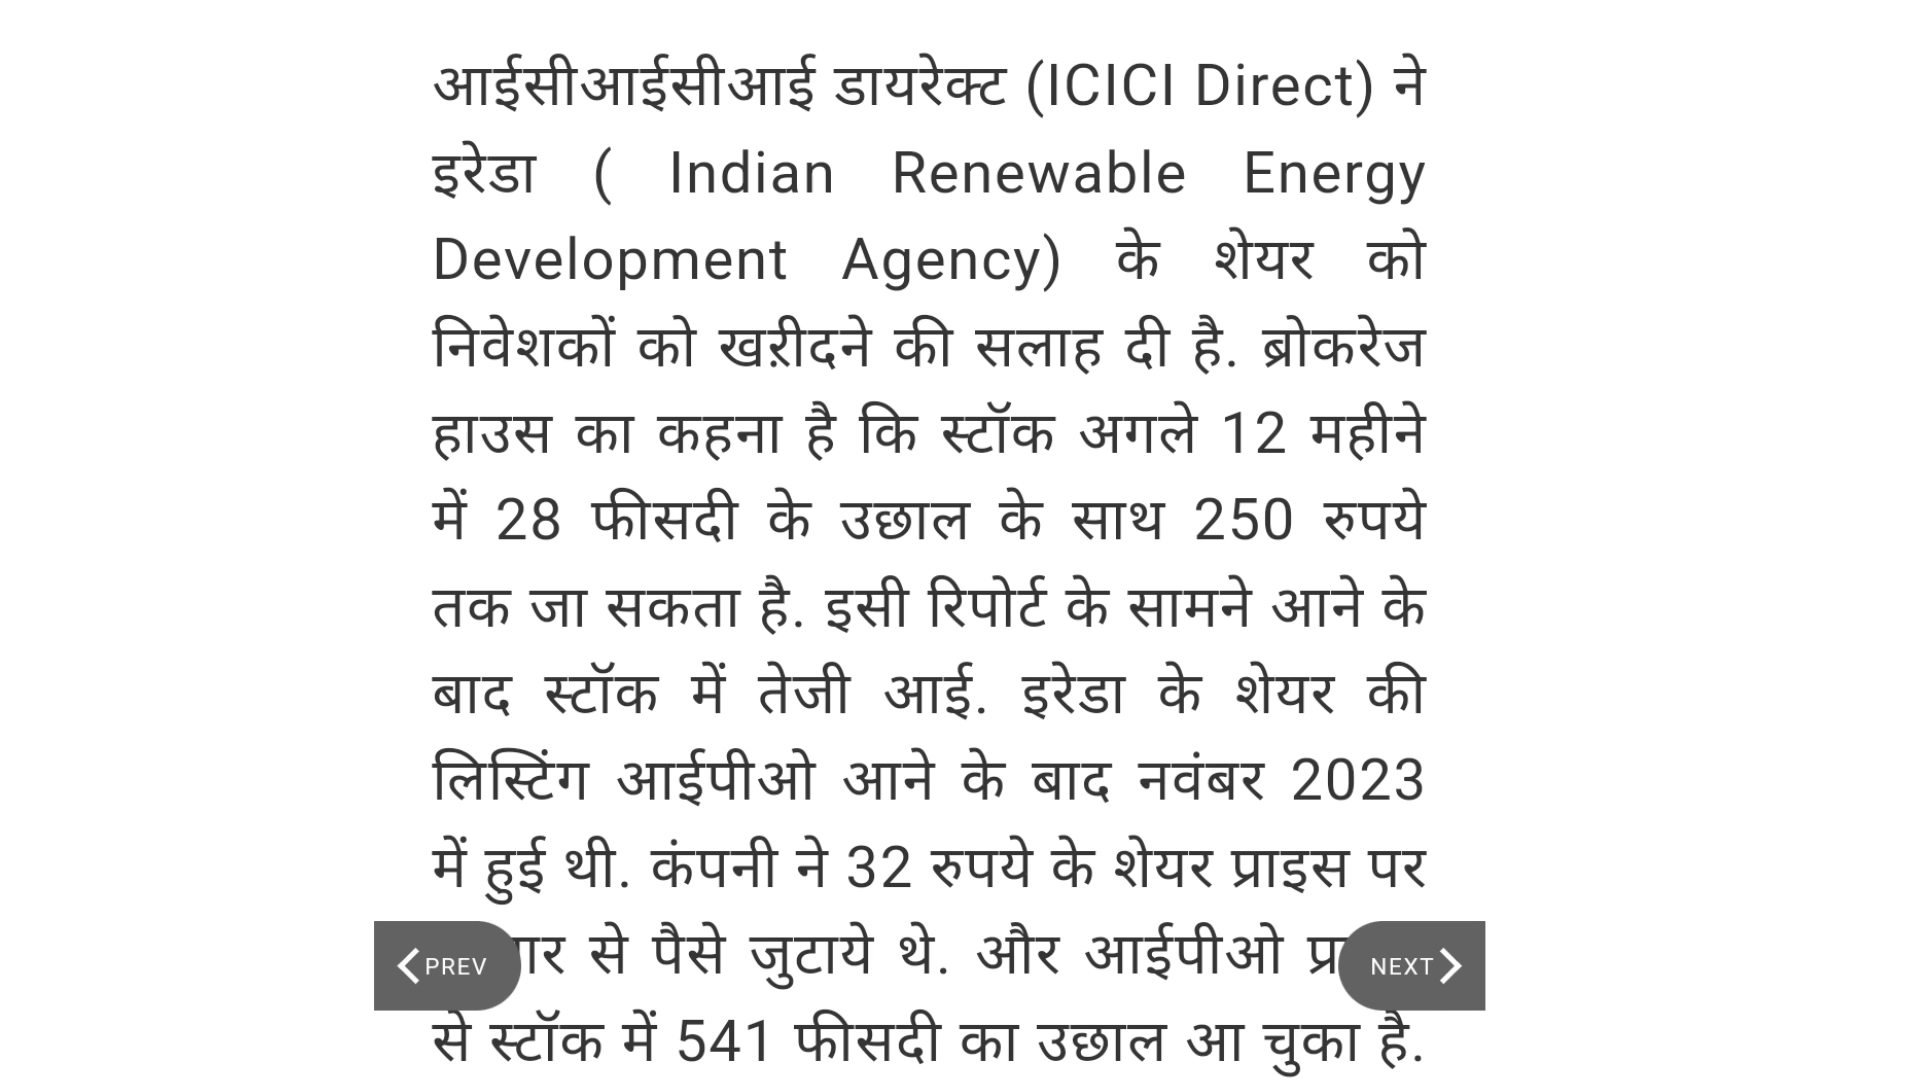 आईसीआईसीआई डायरेक्ट (ICICI Direct) ने
इरेडा ( Indian Renewable Energy
Development Agency) के शेयर को
निवेशकों को खऱीदने की सलाह दी है. ब्रोकरेज
हाउस का कहना है कि स्टॉक अगले 12 महीने
में 28 फीसदी के उछाल के साथ 250 रुपये
तक जा सकता है. इसी रिपोर्ट के सामने आने के
बाद स्टॉक में तेजी आई. इरेडा के शेयर की
लिस्टिंग आईपीओ आने के बाद नवंबर 2023
में हुई थी. कंपनी ने 32 रुपये के शेयर प्राइस पर
से पैसे जुटाये थे. और आईपीओ
PREV
NEXT
से स्टॉक में 541 फीसदी का उछाल आ चुका है.